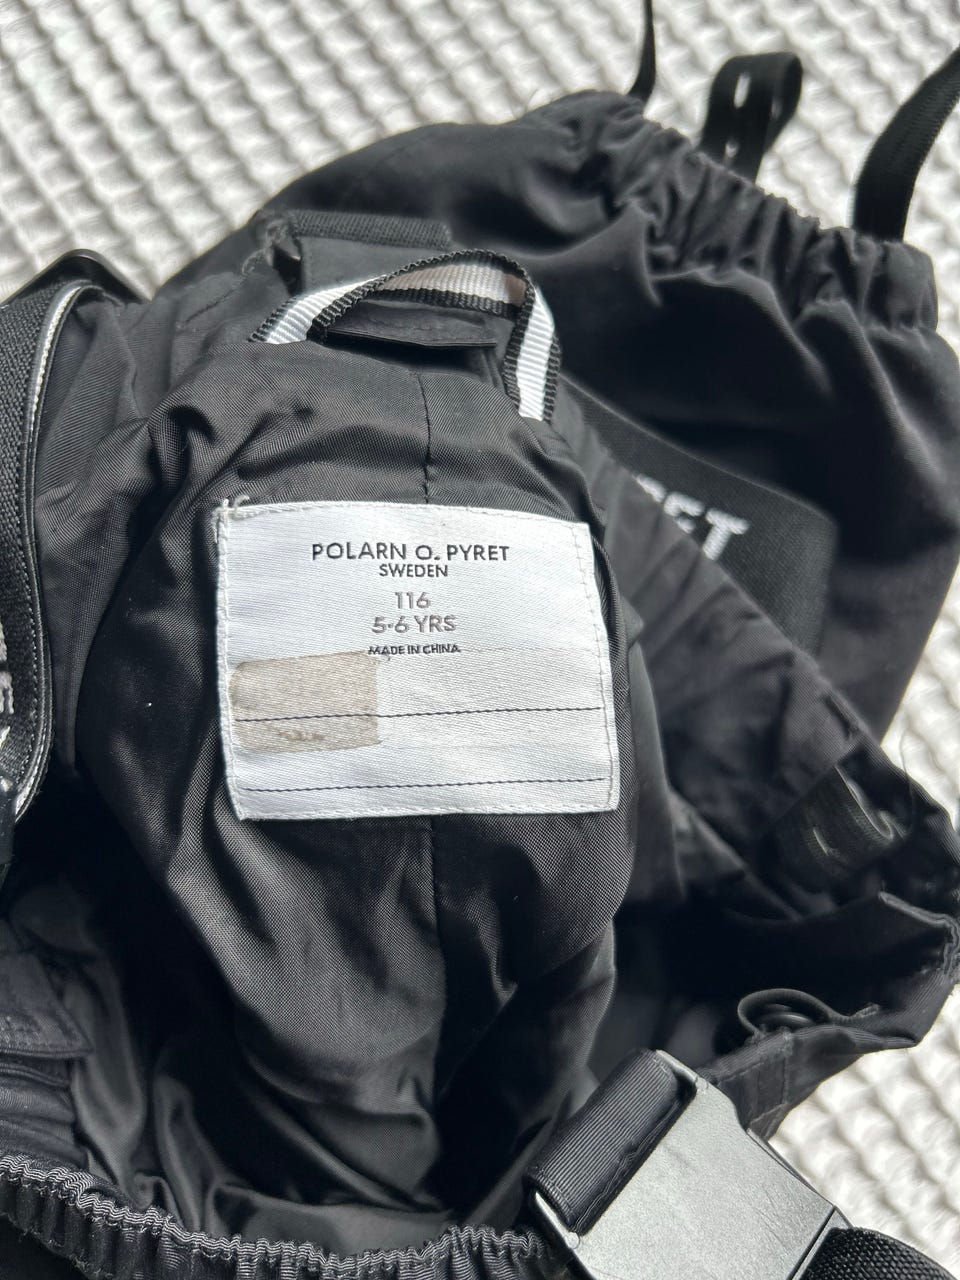 POLARN O. PYRET
SWEDEN
116
5-6 YRS
MADE IN CHINA